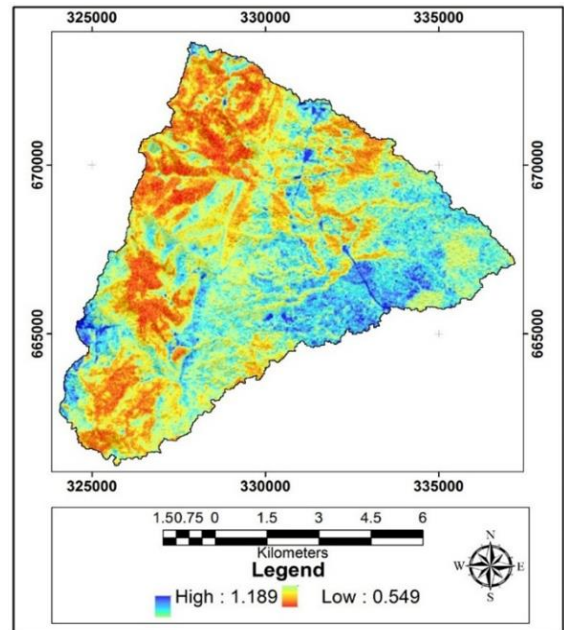 325000 330000 335000
670000 670000
665000 665000
325000 330000 335000
1.50.75 0 1.5 3 4.5 6
Kilometers
N
W E
S
Legend
High : 1.189 Low : 0.549